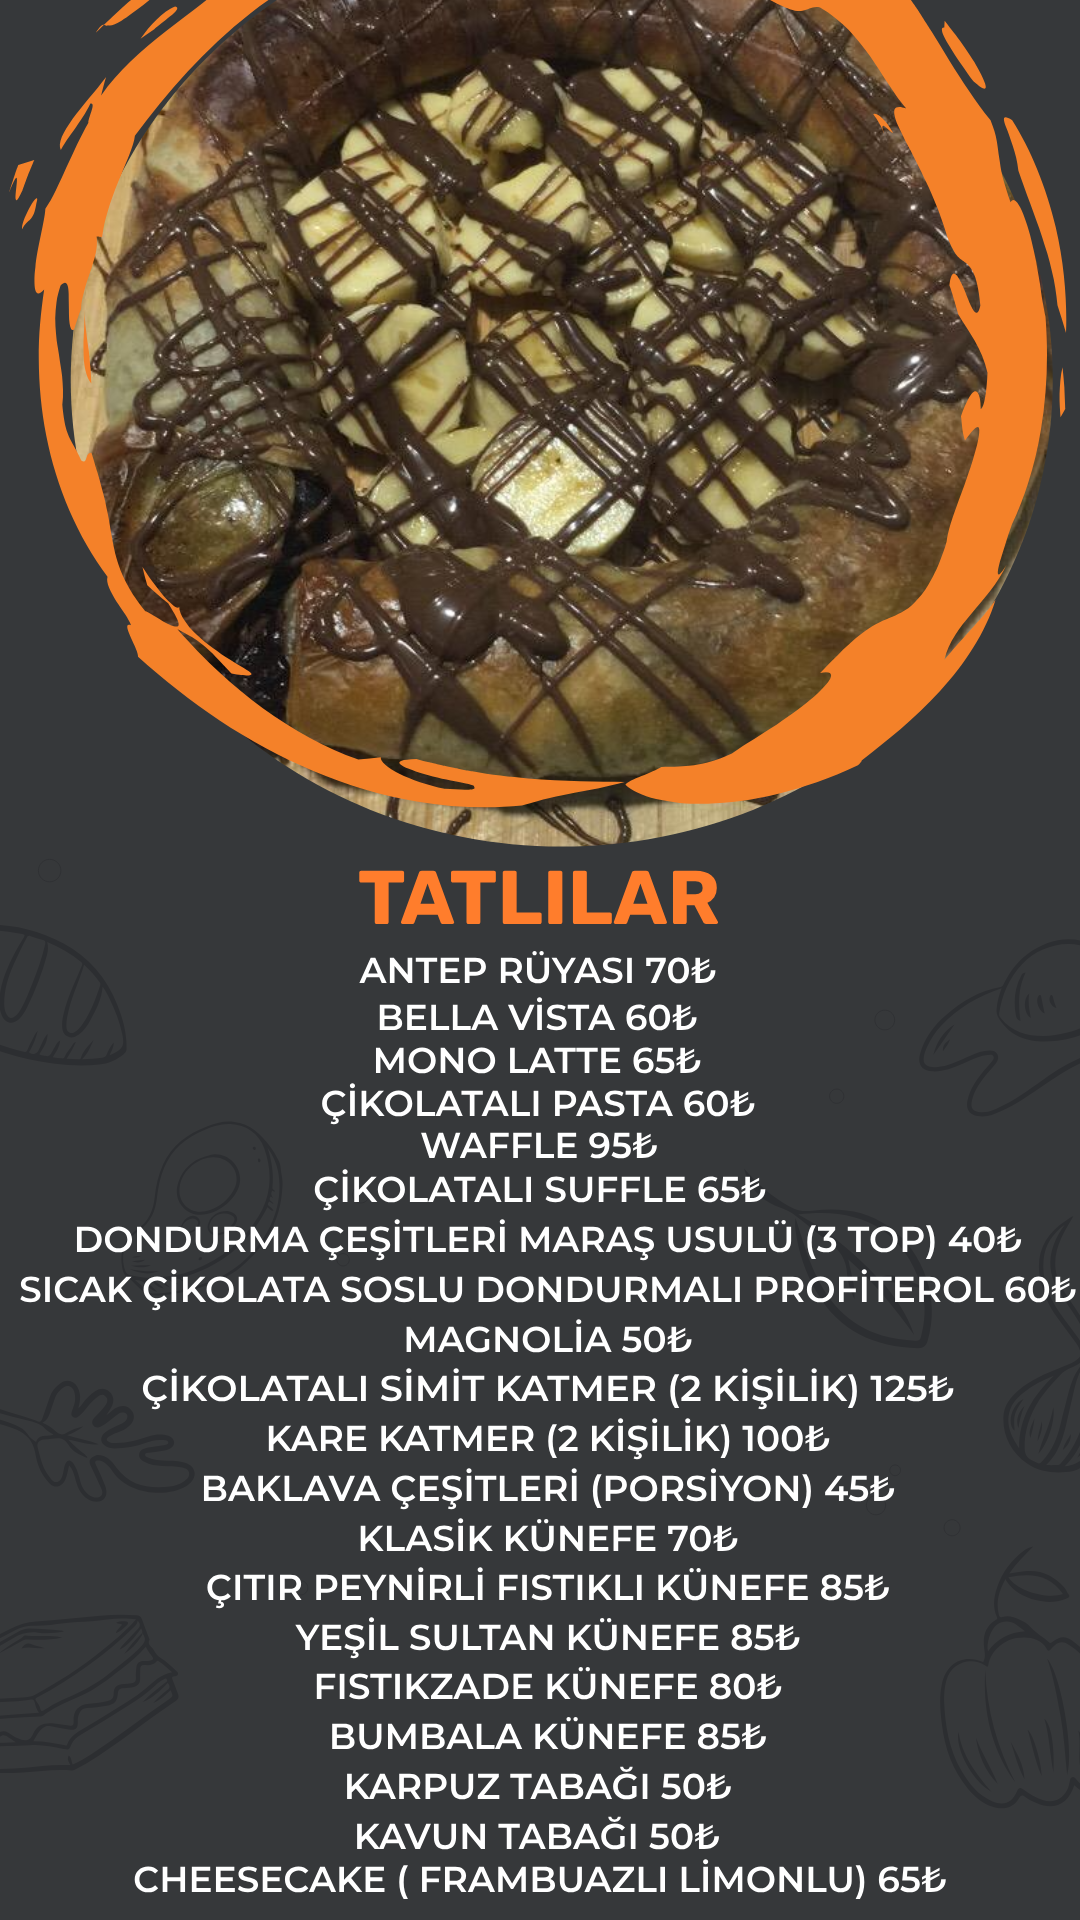 TATLILAR
ANTEP RÜYASI 70₺
BELLA VİSTA 60₺
MONO LATTE 65₺
ÇİKOLATALI PASTA 60₺
WAFFLE 95₺
ÇİKOLATALI SUFFLE 65₺
DONDURMA ÇEŞİTLERİ MARAŞ USULÜ (3 TOP) 40₺
SICAK ÇİKOLATA SOSLU DONDURMALI PROFİTEROL 60₺
MAGNOLİA 50₺
ÇİKOLATALI SİMİT KATMER (2 KİŞİLİK) 125₺
KARE KATMER (2 KİŞİLİK) 100₺
BAKLAVA ÇEŞİTLERİ (PORSİYON) 45₺
KLASİK KÜNEFE 70₺
ÇITIR PEYNİRLİ FISTIKLI KÜNEFE 85₺
YEŞİL SULTAN KÜNEFE 85₺
FISTIKZADE KÜNEFE 80₺
BUMBALA KÜNEFE 85₺
KARPUZ TABAĞI 50₺
KAVUN TABAĞI 50₺
CHEESECAKE ( FRAMBUAZLI LİMONLU) 65₺